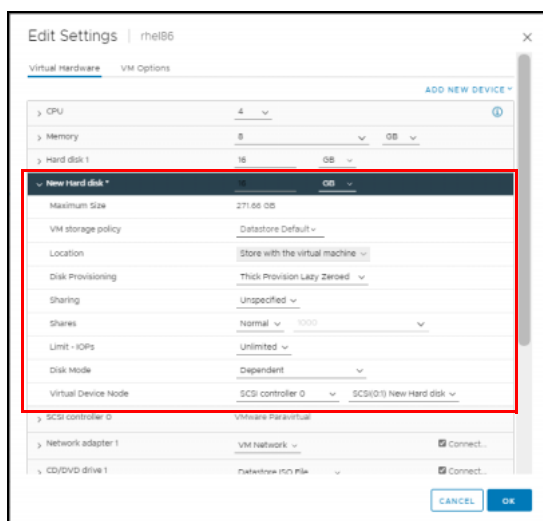 Edit Settings | rhel86
Virtual Hardware VM Options
ADD NEW DEVICE
CPU 4
Memory 8 GB
Hard disk 1 16 GB
New Hard disk * GB
Maximum Size 271.66 GB
VM storage policy Datastore Default
Location Store with the virtual machine
Disk Provisioning Thick Provision Lazy Zeroed
Sharing Unspecified
Shares Normal 1000
Limit - IOPs Unlimited
Disk Mode Dependent
Virtual Device Node SCSI controller 0 SCSI(0:1) New Hard disk
SCSI controller 0 VMware Paravirtual
Network adapter 1 VM Network Connect...
CD/DVD drive 1 Datastore ISO File Connect...
CANCEL OK